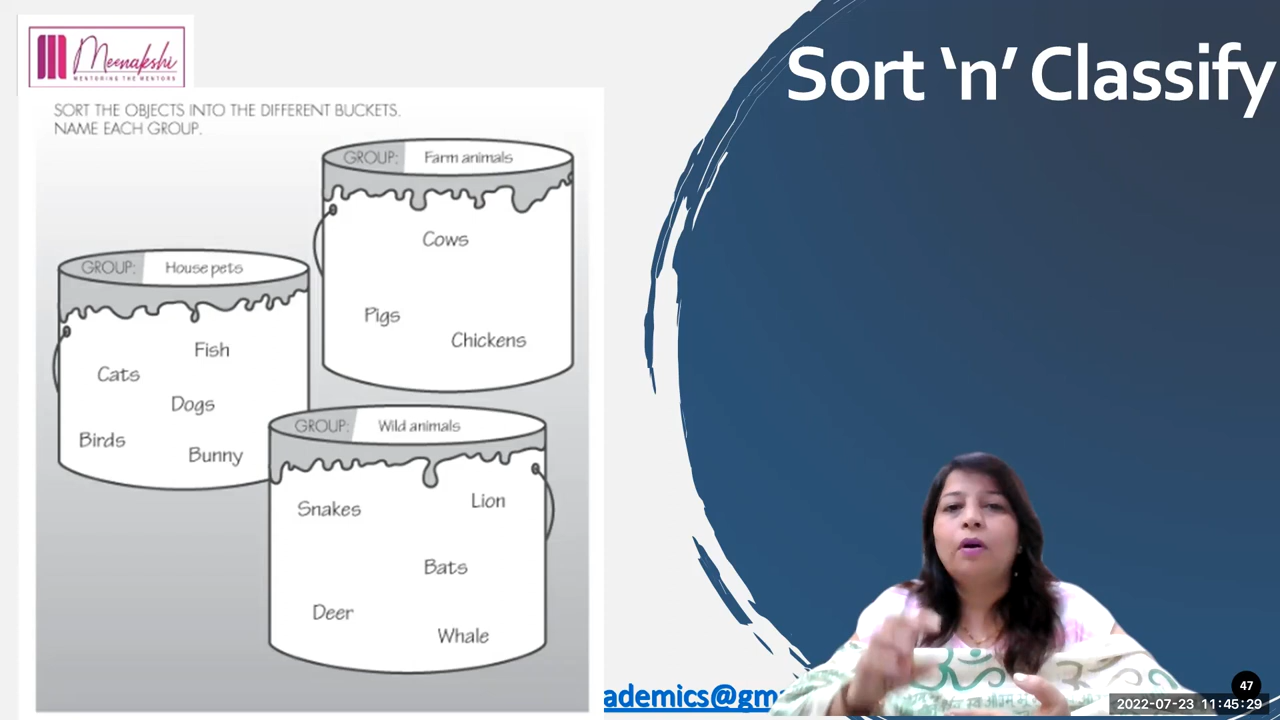 Meenakshi
MENTORING THE MENTORS
Sort ‘n’ Classify
SORT THE OBJECTS INTO THE DIFFERENT BUCKETS.
NAME EACH GROUP.
GROUP: Farm animals
Cows
Pigs
Chickens
GROUP: House pets
Fish
Cats
Dogs
Birds
Bunny
GROUP: Wild animals
Snakes
Lion
Bats
Deer
Whale
ademics@gma
47
2022-07-23 11:45:29